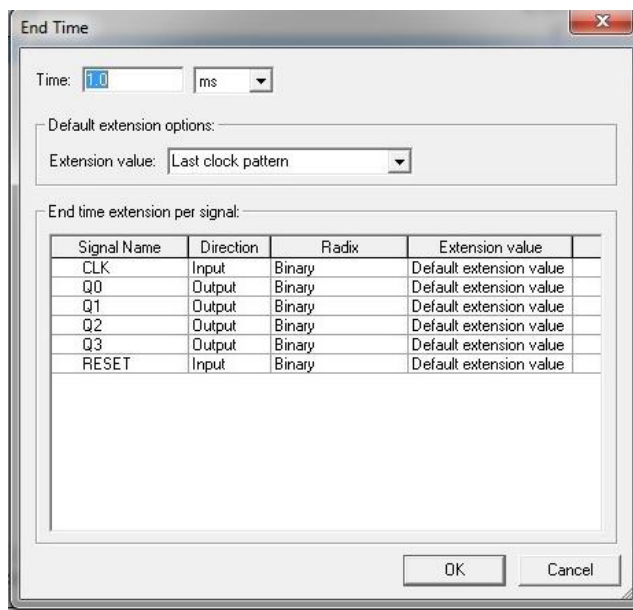 End Time
Time: 1.0 ms
Default extension options:
Extension value: Last clock pattern
End time extension per signal:
Signal Name Direction Radix Extension value
CLK Input Binary Default extension value
Q0 Output Binary Default extension value
Q1 Output Binary Default extension value
Q2 Output Binary Default extension value
Q3 Output Binary Default extension value
RESET Input Binary Default extension value
OK Cancel